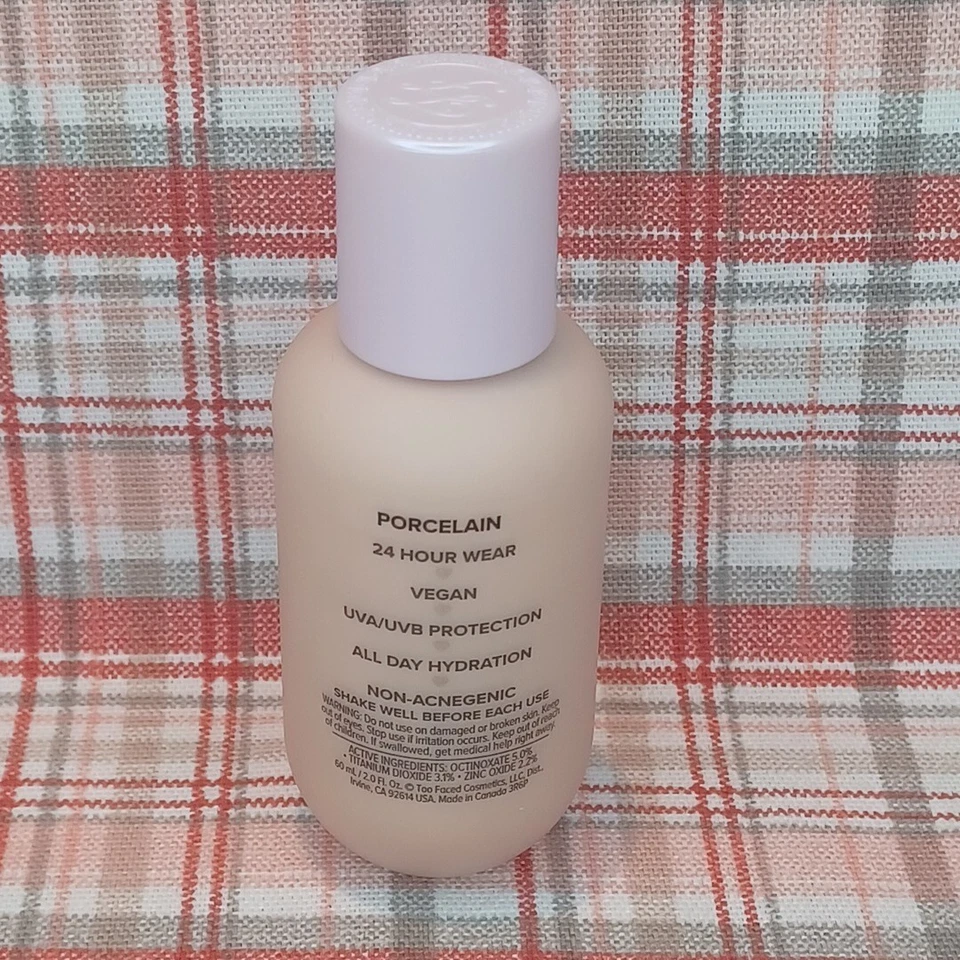 PORCELAIN
24 HOUR WEAR
VEGAN
UVA/UVB PROTECTION
ALL DAY HYDRATION
NON-ACNEGENIC
SHAKE WELL BEFORE EACH USE
WARNING: Do not use on damaged or broken skin. Keep
out of eyes. Stop use if irritation occurs. Keep out of reach
of children. If swallowed, get medical help right away.
ACTIVE INGREDIENTS: OCTINOXATE 5.0%
• TITANIUM DIOXIDE 3.1% • ZINC OXIDE 2.2%
60 mL / 2.0 Fl. Oz. © Too Faced Cosmetics, LLC, Dist.,
Irvine, CA 92614 USA, Made in Canada 3R6P